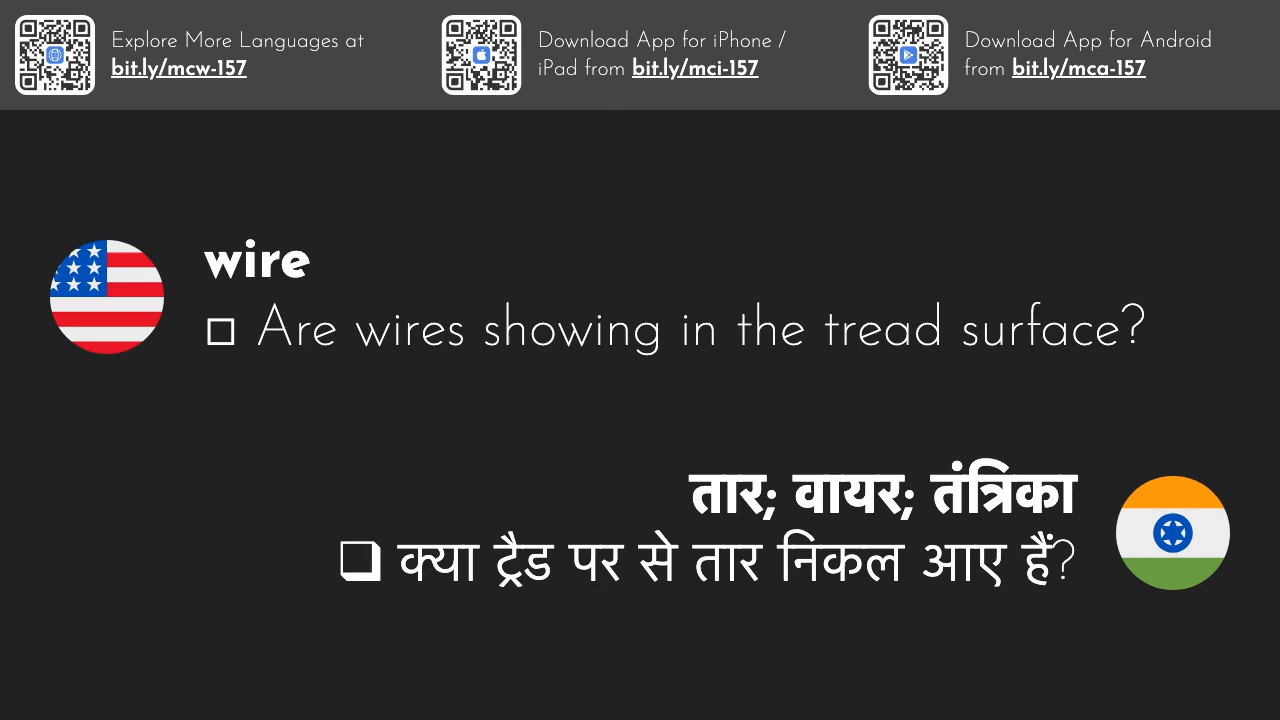 Explore More Languages at
bit.ly/mcw-157
Download App for iPhone /
iPad from bit.ly/mci-157
Download App for Android
from bit.ly/mca-157
wire
□ Are wires showing in the tread surface?
तार; वायर; तंत्रिका
❑ क्या ट्रैड पर से तार निकल आए हैं?